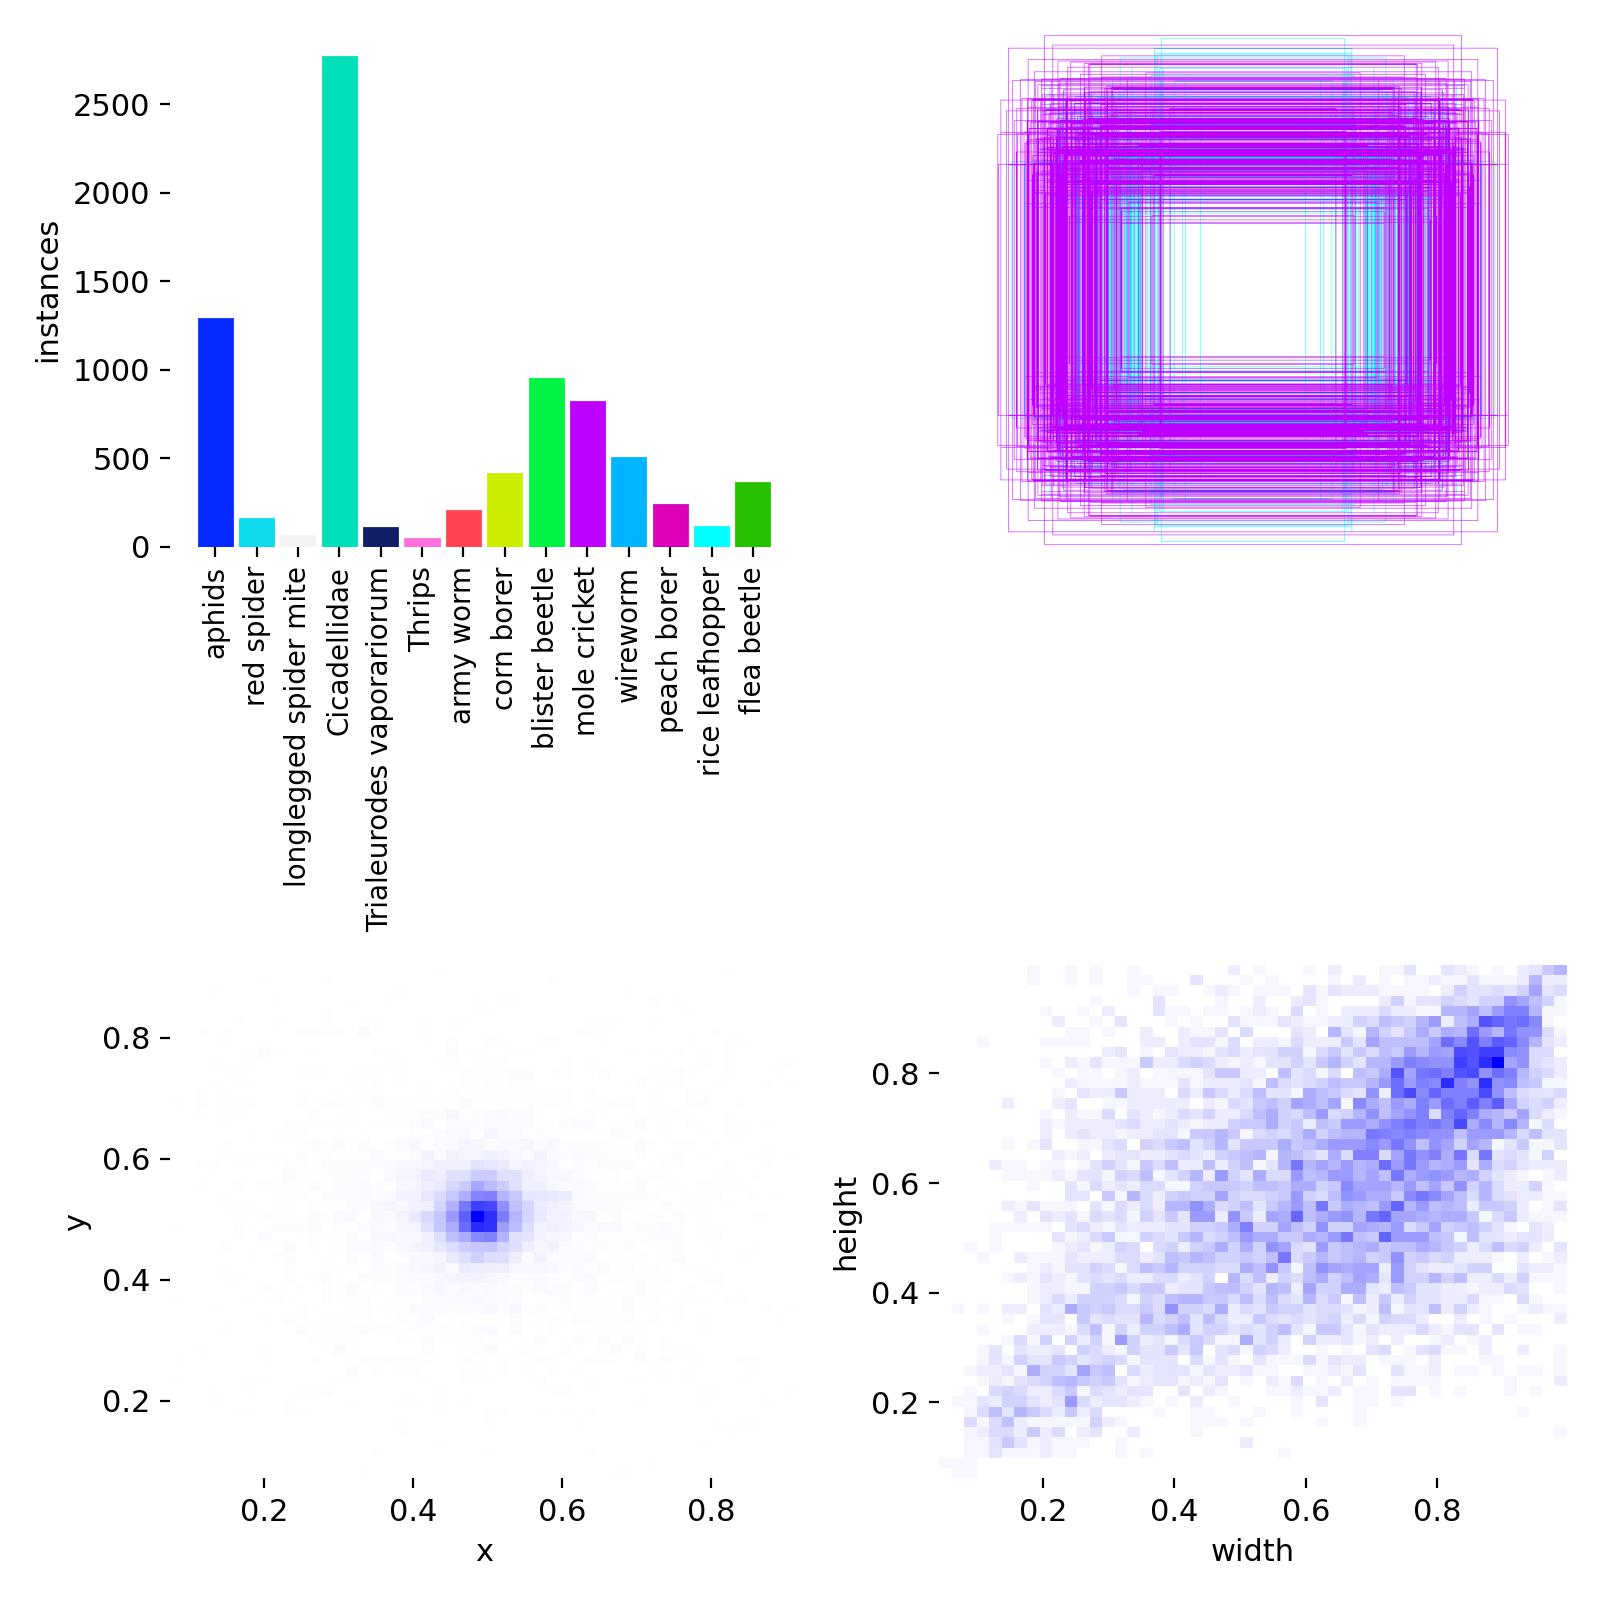 instances
2500
2000
1500
1000
500
0
aphids
red spider
longlegged spider mite
Cicadellidae
Trialeurodes vaporariorum
Thrips
army worm
corn borer
blister beetle
mole cricket
wireworm
peach borer
rice leafhopper
flea beetle
y
0.8
0.6
0.4
0.2
0.2 0.4 0.6 0.8
x
height
0.8
0.6
0.4
0.2
0.2 0.4 0.6 0.8
width